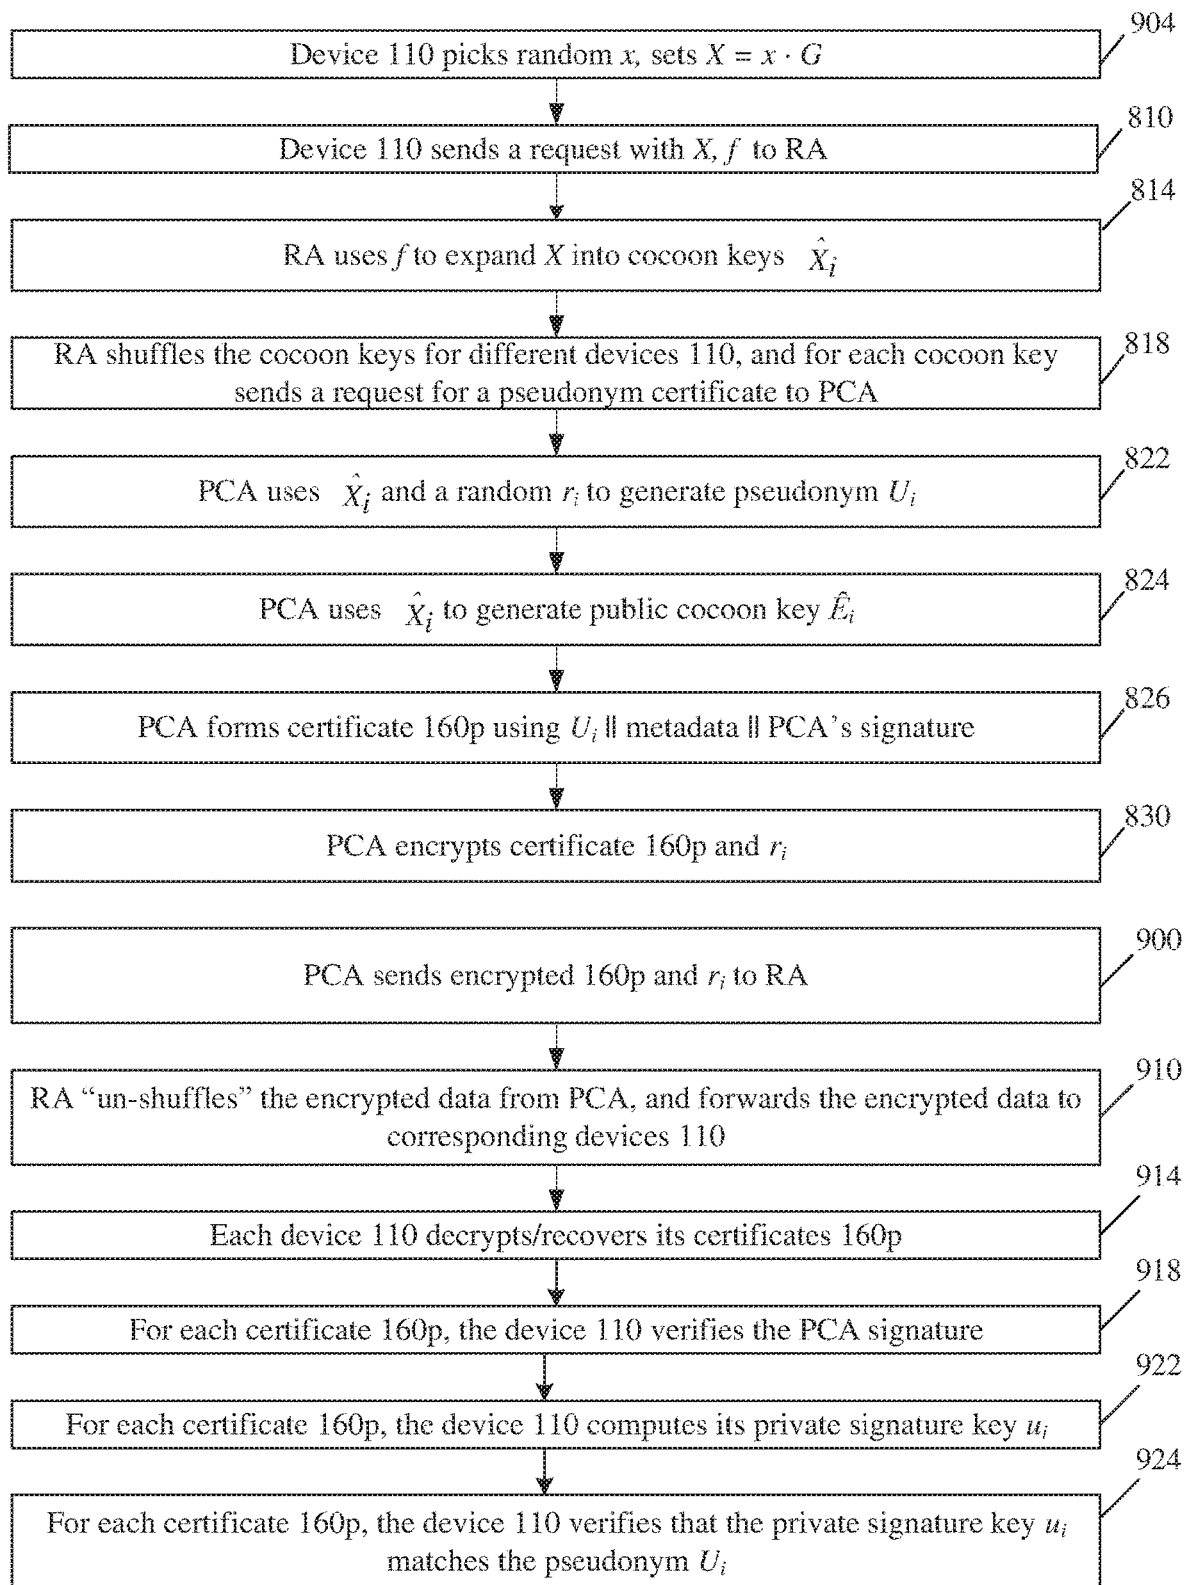 904
Device 110 picks random x, sets X = x · G
810
Device 110 sends a request with X, f to RA
814
RA uses f to expand X into cocoon keys X̂i
818
RA shuffles the cocoon keys for different devices 110, and for each cocoon key
sends a request for a pseudonym certificate to PCA
822
PCA uses X̂i and a random ri to generate pseudonym Ui
824
PCA uses X̂i to generate public cocoon key Êi
826
PCA forms certificate 160p using Ui || metadata || PCA's signature
830
PCA encrypts certificate 160p and ri
900
PCA sends encrypted 160p and ri to RA
910
RA “un-shuffles” the encrypted data from PCA, and forwards the encrypted data to
corresponding devices 110
914
Each device 110 decrypts/recovers its certificates 160p
918
For each certificate 160p, the device 110 verifies the PCA signature
922
For each certificate 160p, the device 110 computes its private signature key ui
924
For each certificate 160p, the device 110 verifies that the private signature key ui
matches the pseudonym Ui